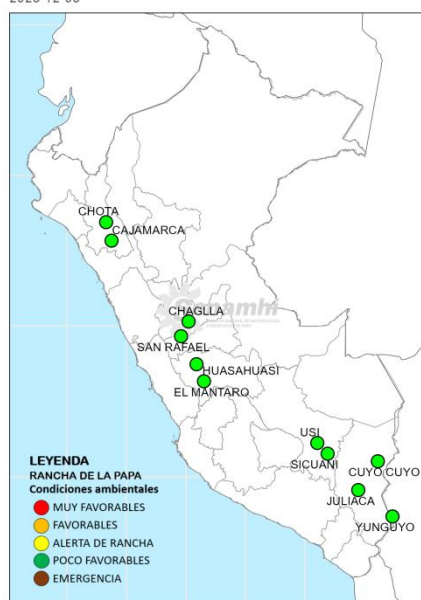 CHOTA
CAJAMARCA
CHAGLLA
Senamhi
SAN RAFAEL
HUASAHUASI
EL MANTARO
USI
SICUANI
CUYO CUYO
JULIACA
YUNGUYO
LEYENDA
RANCHA DE LA PAPA
Condiciones ambientales
MUY FAVORABLES
FAVORABLES
ALERTA DE RANCHA
POCO FAVORABLES
EMERGENCIA